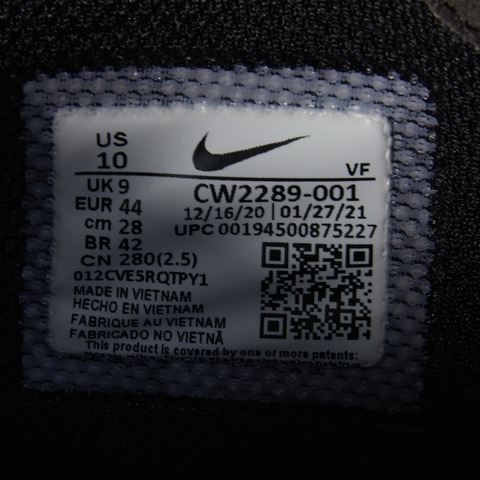 US
10
VF
UK 9
EUR 44
cm 28
BR 42
CN 280(2.5)
012CVE5RQTPY1
CW2289-001
12/16/20 | 01/27/21
UPC 00194500875227
MADE IN VIETNAM
HECHO EN VIETNAM
FABRIQUE AU VIETNAM
FABRICADO NO VIETNÃ
This product is covered by one or more patents: